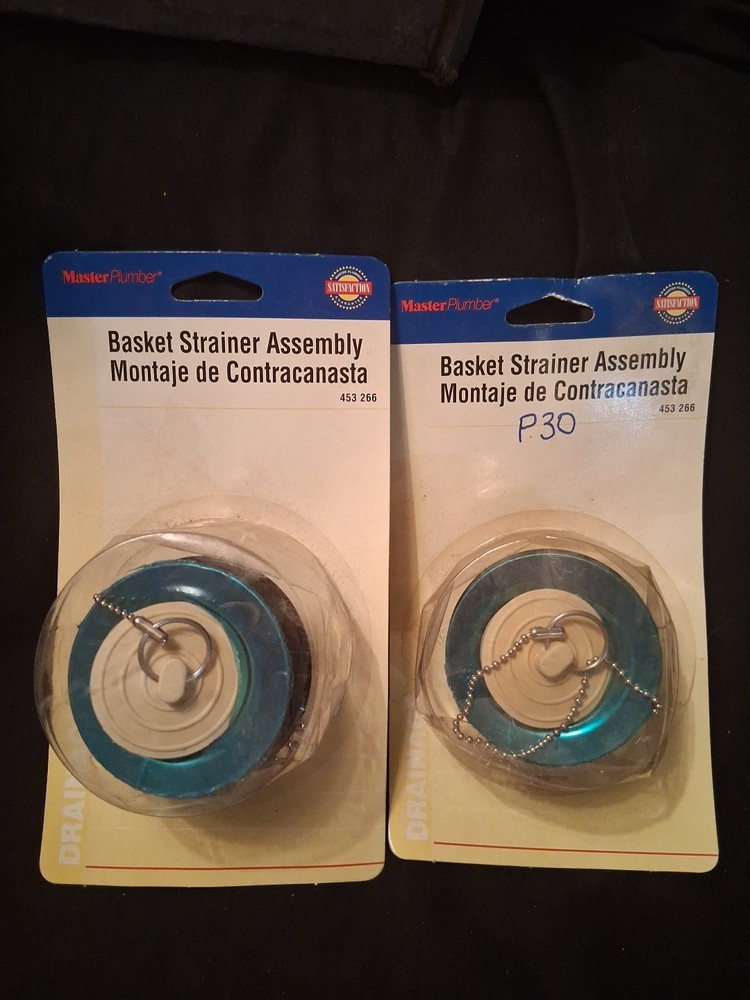 MasterPlumber®
SATISFACTION
Basket Strainer Assembly
Montaje de Contracanasta
453 266
DRAIN
MasterPlumber®
SATISFACTION
Basket Strainer Assembly
Montaje de Contracanasta
453 266
P.30
DRAIN